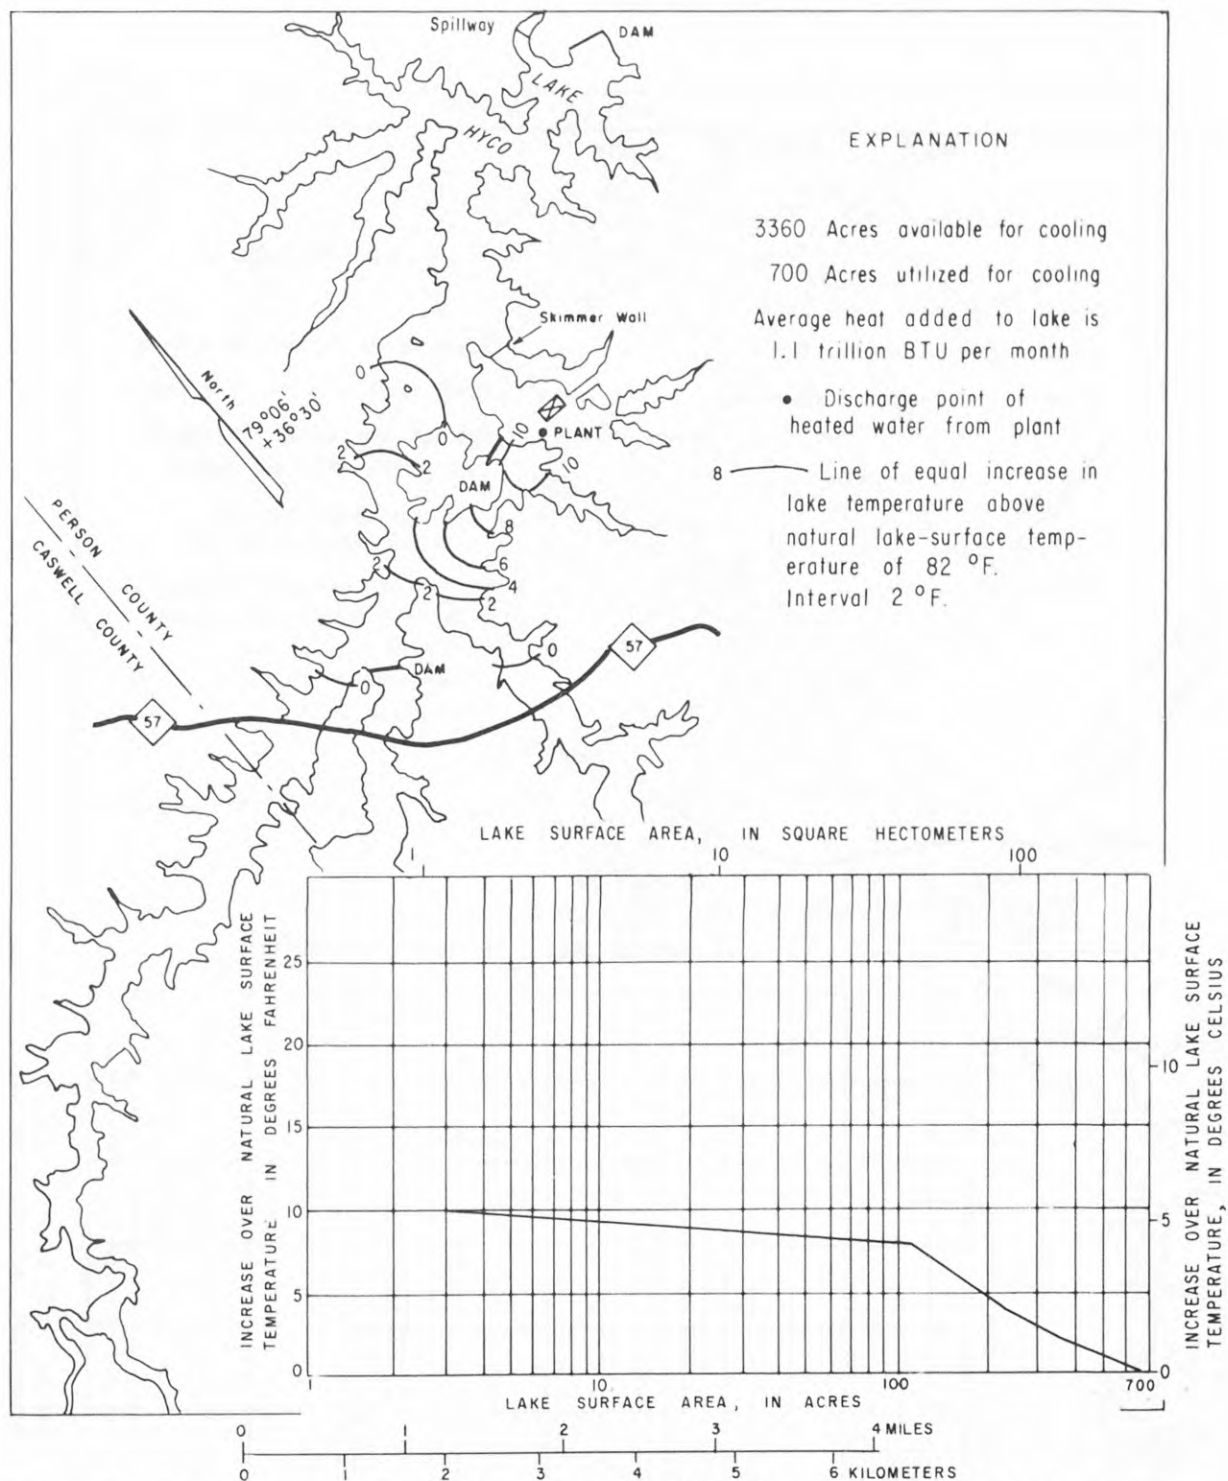 Spillway
DAM
LAKE
HYCO
EXPLANATION
3360 Acres available for cooling
700 Acres utilized for cooling
Average heat added to lake is
1.1 trillion BTU per month
• Discharge point of
heated water from plant
8 Line of equal increase in
lake temperature above
natural lake-surface temp-
erature of 82 °F.
Interval 2 °F.
Skimmer Wall
North
79°06'
+36°30'
0
0
PLANT
10
10
2
2
DAM
8
6
4
2
2
2
0
0
DAM
PERSON COUNTY
CASWELL COUNTY
57
57
LAKE SURFACE AREA, IN SQUARE HECTOMETERS
1 10 100
INCREASE OVER NATURAL LAKE SURFACE
TEMPERATURE IN DEGREES FAHRENHEIT
25
20
15
10
5
0
10
5
0
INCREASE OVER NATURAL LAKE SURFACE
TEMPERATURE, IN DEGREES CELSIUS
1 10 100 700
LAKE SURFACE AREA, IN ACRES
0 1 2 3 4 MILES
0 1 2 3 4 5 6 KILOMETERS